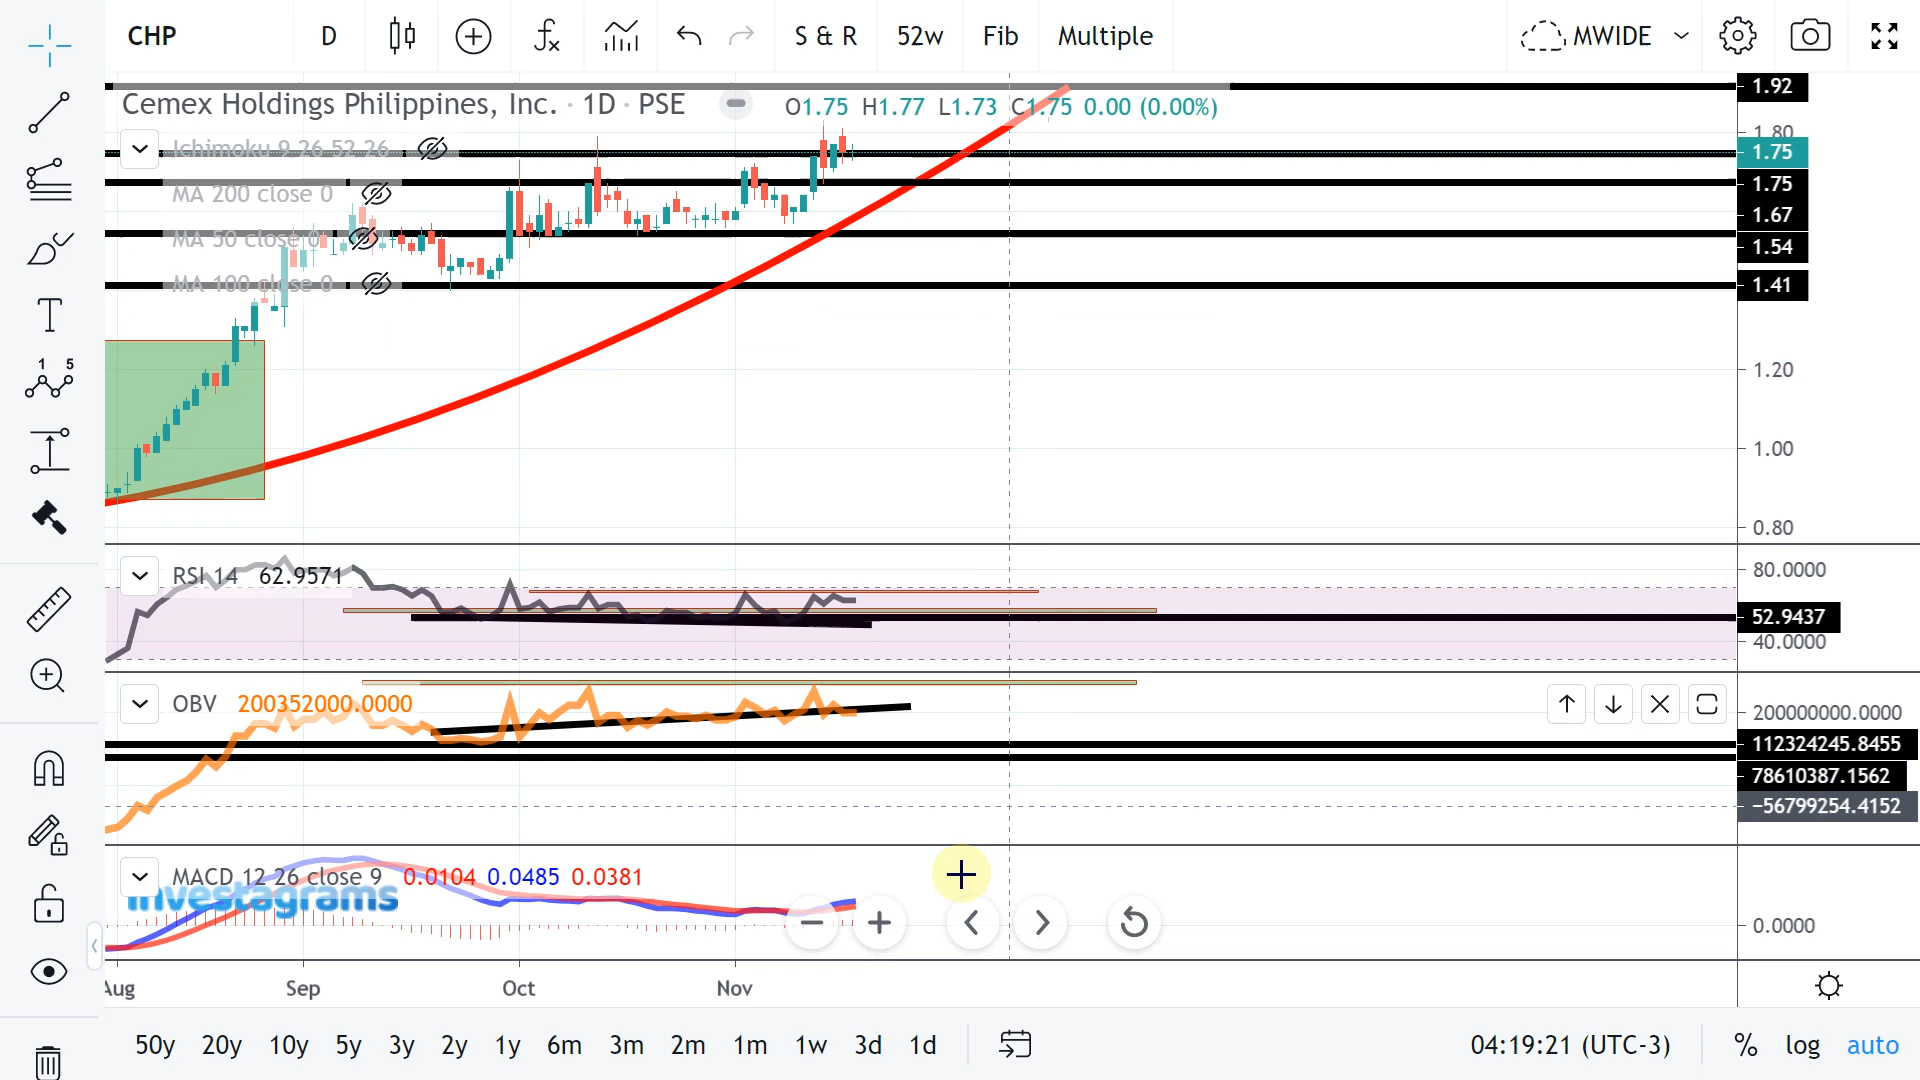 CHP D S & R 52w Fib Multiple MWIDE
Cemex Holdings Philippines, Inc. · 1D · PSE O1.75 H1.77 L1.73 C1.75 0.00 (0.00%)
Ichimoku 9 26 52 26
MA 200 close 0
MA 50 close 0
MA 100 close 0
1.92
1.80
1.75
1.75
1.67
1.54
1.41
1.20
1.00
0.80
1 5
RSI 14 62.9571
80.0000
52.9437
40.0000
OBV 200352000.0000
200000000.0000
112324245.8455
78610387.1562
−56799254.4152
MACD 12 26 close 9 0.0104 0.0485 0.0381
Investagrams
0.0000
Aug Sep Oct Nov
50y 20y 10y 5y 3y 2y 1y 6m 3m 2m 1m 1w 3d 1d 04:19:21 (UTC-3) % log auto